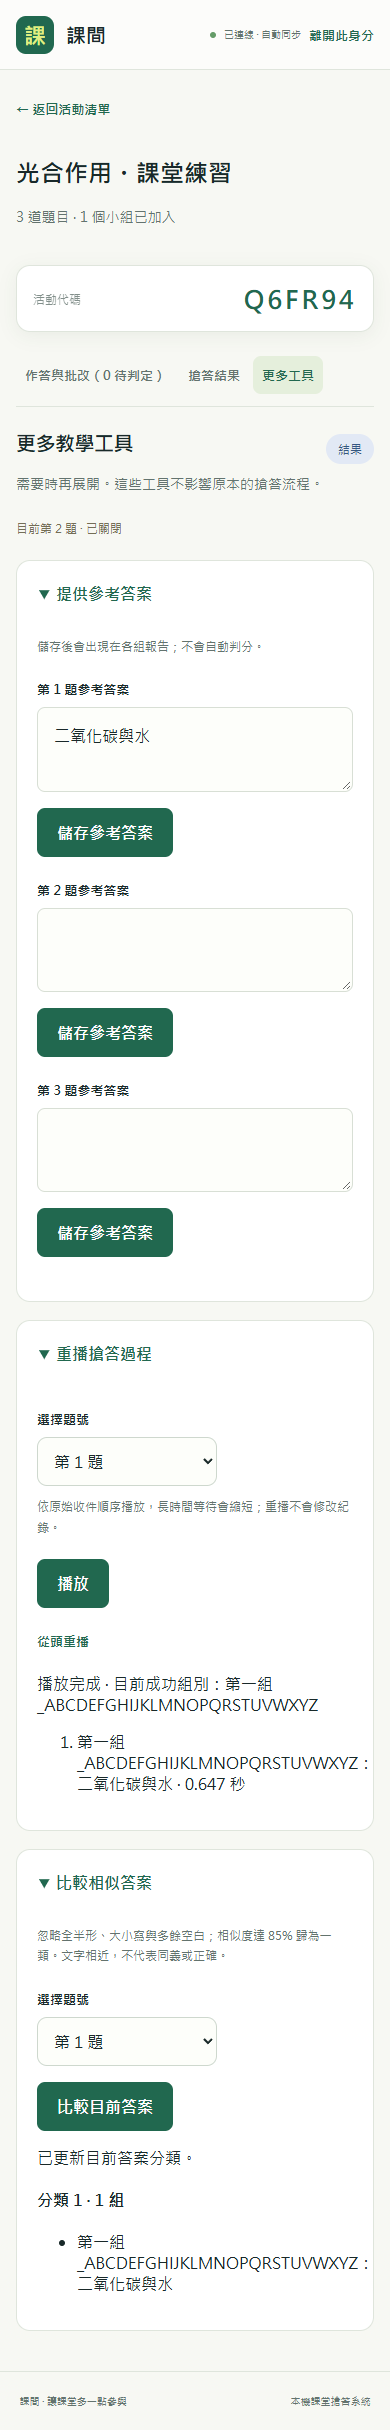 課 課間 已連線·自動同步 離開此身分
← 返回活動清單
光合作用·課堂練習
3 道題目·1 個小組已加入
活動代碼 Q6FR94
作答與批改（0 待判定） 搶答結果 更多工具
更多教學工具 結果
需要時再展開。這些工具不影響原本的搶答流程。
目前第 2 題·已關閉
▼ 提供參考答案
儲存後會出現在各組報告；不會自動判分。
第 1 題參考答案
二氧化碳與水
儲存參考答案
第 2 題參考答案
儲存參考答案
第 3 題參考答案
儲存參考答案
▼ 重播搶答過程
選擇題號
第 1 題
依原始收件順序播放，長時間等待會縮短；重播不會修改紀
錄。
播放
從頭重播
播放完成·目前成功組別：第一組
_ABCDEFGHIJKLMNOPQRSTUVWXYZ
1. 第一組
_ABCDEFGHIJKLMNOPQRSTUVWXYZ：
二氧化碳與水·0.647 秒
▼ 比較相似答案
忽略全半形、大小寫與多餘空白；相似度達 85% 歸為一
類。文字相近，不代表同義或正確。
選擇題號
第 1 題
比較目前答案
已更新目前答案分類。
分類 1·1 組
• 第一組
_ABCDEFGHIJKLMNOPQRSTUVWXYZ：
二氧化碳與水
課間·讓課堂多一點參與 本機課堂搶答系統